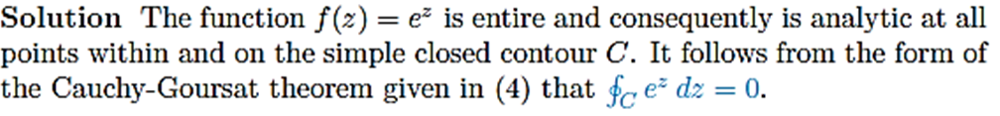 Solution The function f(z) = e^z is entire and consequently is analytic at all
points within and on the simple closed contour C. It follows from the form of
the Cauchy-Goursat theorem given in (4) that ∮_C e^z dz = 0.